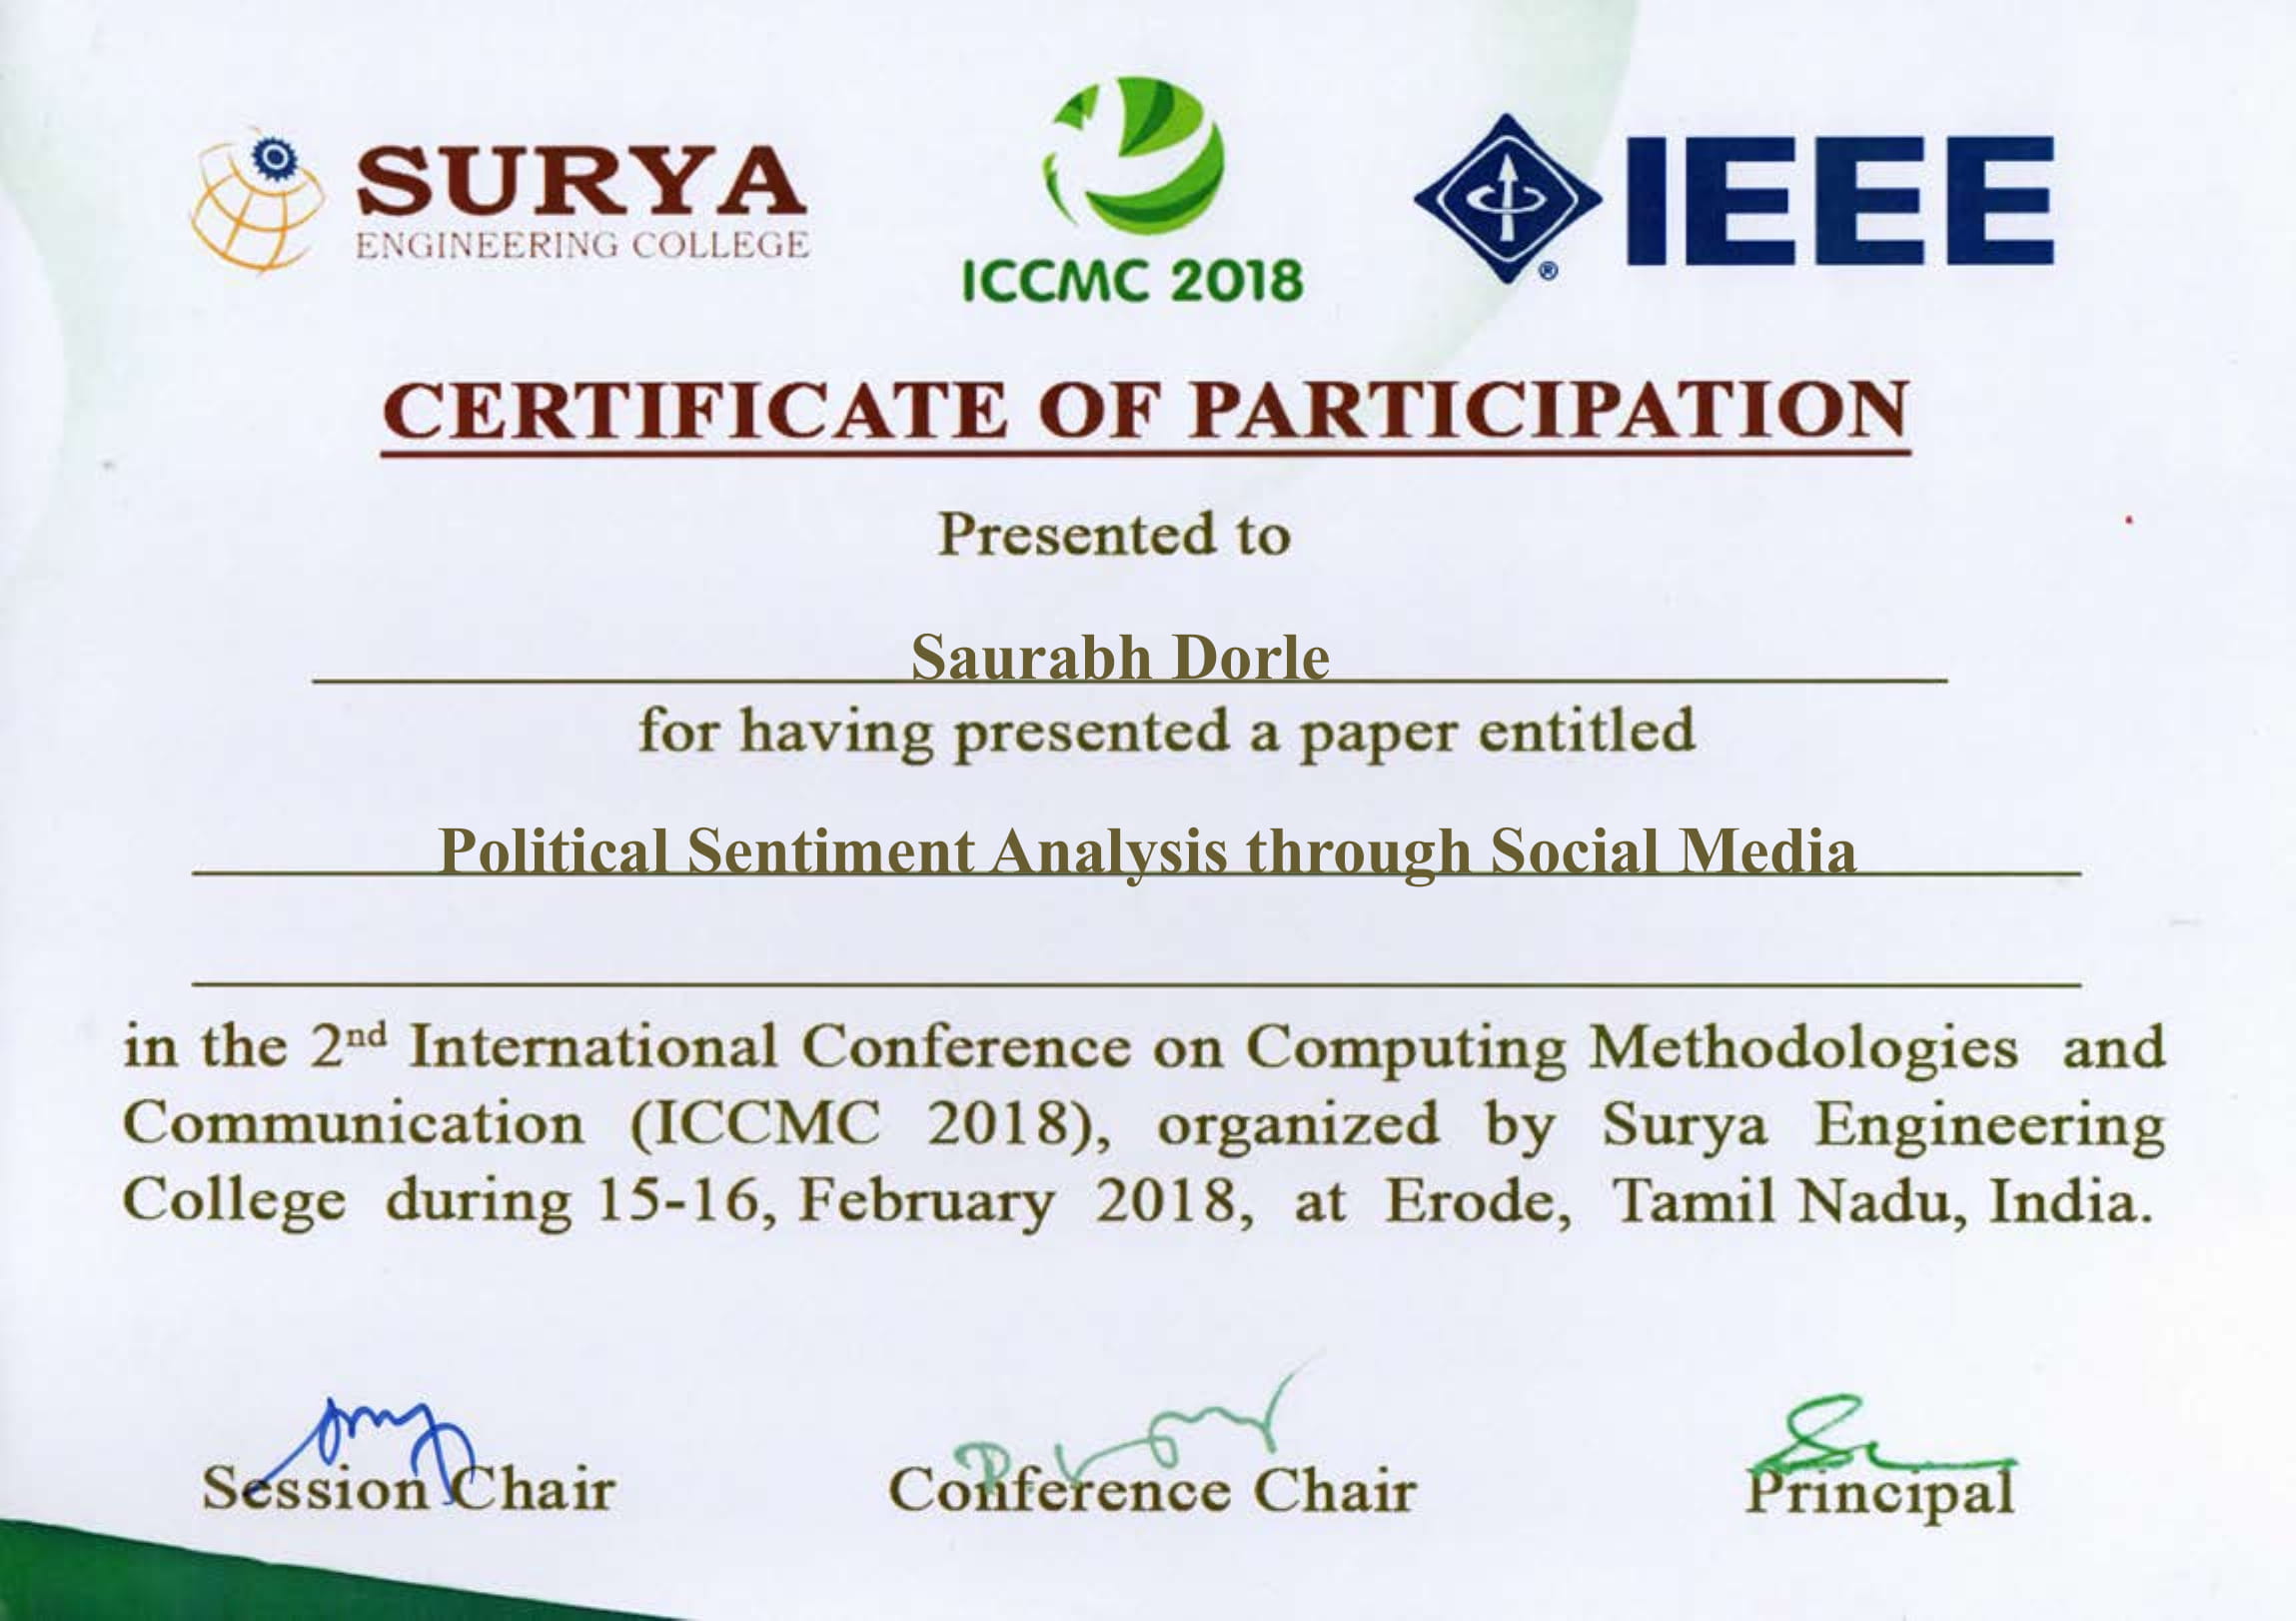 SURYA
ENGINEERING COLLEGE
ICCMC 2018
IEEE
®
CERTIFICATE OF PARTICIPATION
Presented to
Saurabh Dorle
for having presented a paper entitled
Political Sentiment Analysis through Social Media
in the 2nd International Conference on Computing Methodologies and
Communication (ICCMC 2018), organized by Surya Engineering
College during 15-16, February 2018, at Erode, Tamil Nadu, India.
Session Chair
Conference Chair
Principal